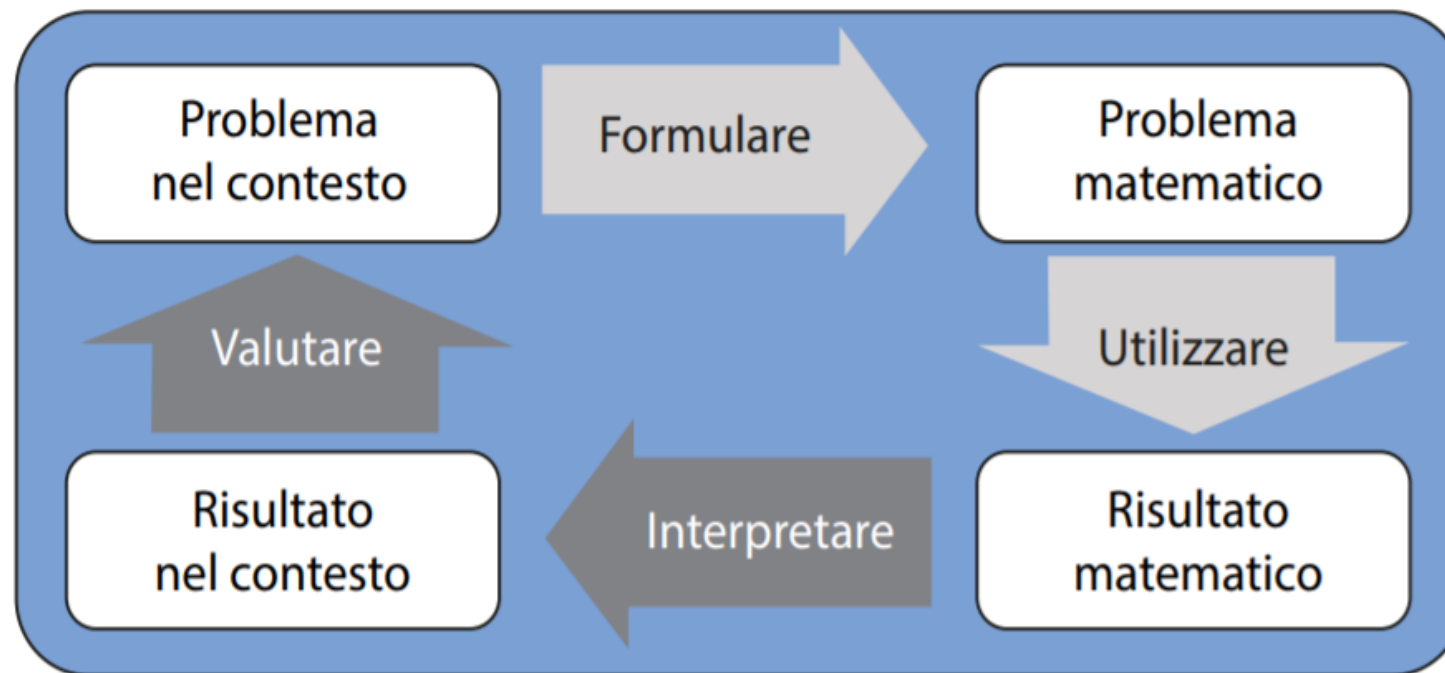 Problema
nel contesto
Formulare
Problema
matematico
Valutare
Utilizzare
Risultato
nel contesto
Interpretare
Risultato
matematico